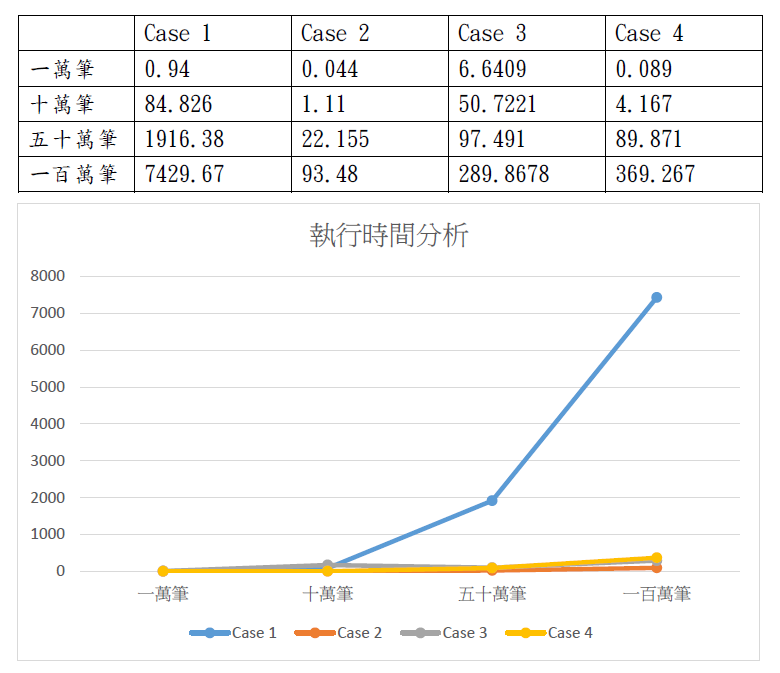 Case 1 Case 2 Case 3 Case 4
一萬筆 0.94 0.044 6.6409 0.089
十萬筆 84.826 1.11 50.7221 4.167
五十萬筆 1916.38 22.155 97.491 89.871
一百萬筆 7429.67 93.48 289.8678 369.267
執行時間分析
8000
7000
6000
5000
4000
3000
2000
1000
0
一萬筆 十萬筆 五十萬筆 一百萬筆
Case 1 Case 2 Case 3 Case 4